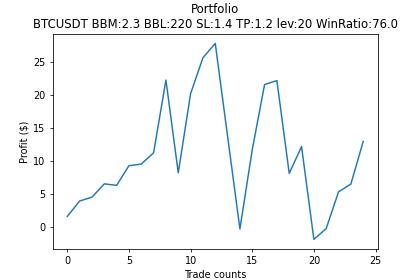 Portfolio
BTCUSDT BBM:2.3 BBL:220 SL:1.4 TP:1.2 lev:20 WinRatio:76.0
25
20
15
10
5
0
Profit ($)
0 5 10 15 20 25
Trade counts